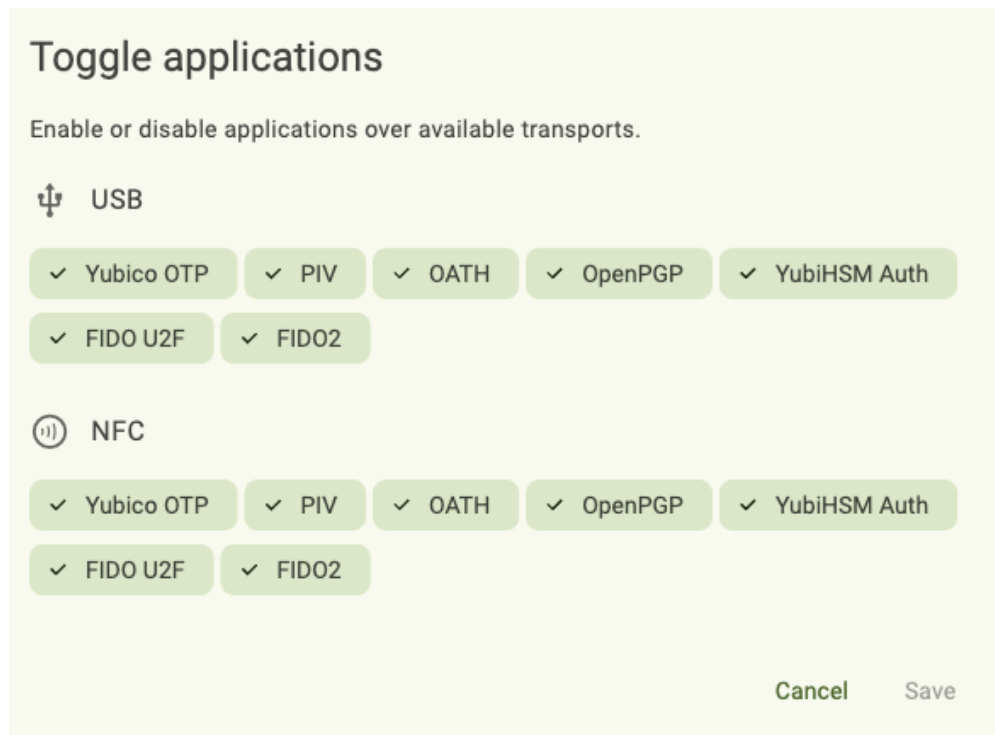 Toggle applications
Enable or disable applications over available transports.
USB
Yubico OTP PIV OATH OpenPGP YubiHSM Auth
FIDO U2F FIDO2
NFC
Yubico OTP PIV OATH OpenPGP YubiHSM Auth
FIDO U2F FIDO2
Cancel Save